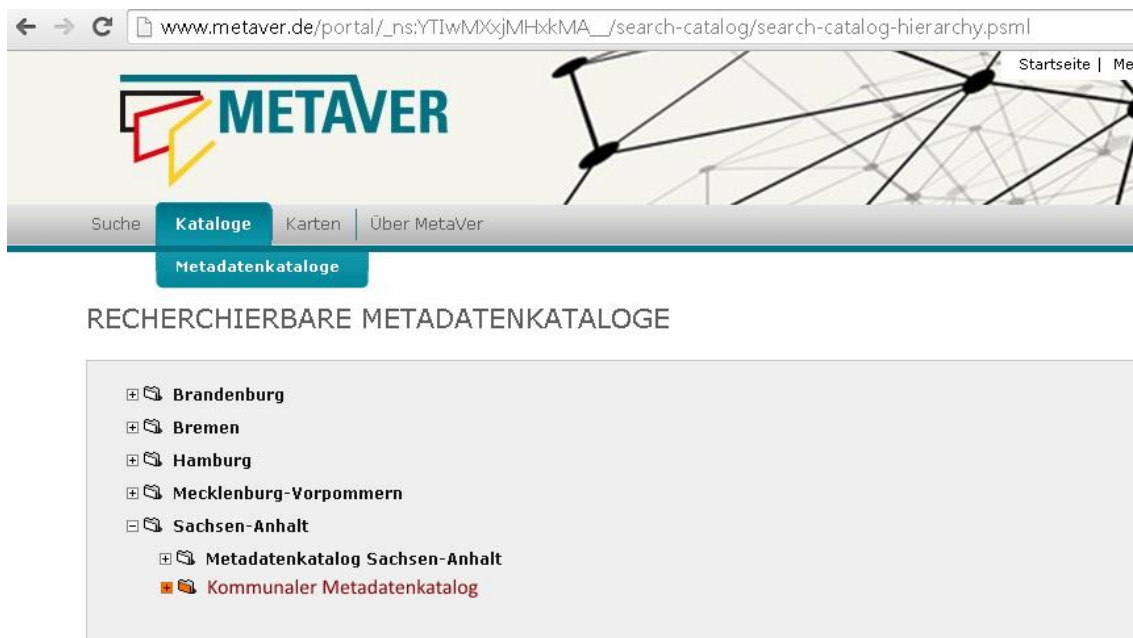 www.metaver.de/portal/_ns:YTIwMXxjMHxkMA__/search-catalog/search-catalog-hierarchy.psml
Startseite | Me
METAVER
Suche Kataloge Karten Über MetaVer
Metadatenkataloge
RECHERCHIERBARE METADATENKATALOGE
Brandenburg
Bremen
Hamburg
Mecklenburg-Vorpommern
Sachsen-Anhalt
Metadatenkatalog Sachsen-Anhalt
Kommunaler Metadatenkatalog